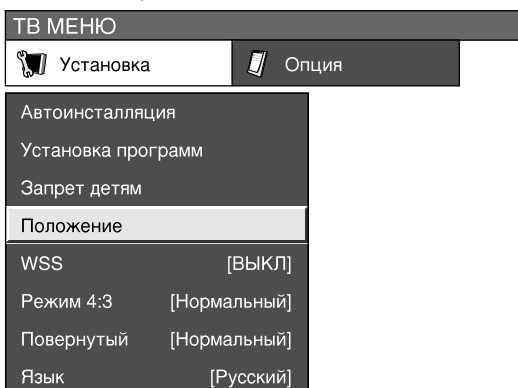 ТВ МЕНЮ
Установка Опция
Автоинсталляция
Установка программ
Запрет детям
Положение
WSS [ВЫКЛ]
Режим 4:3 [Нормальный]
Повернутый [Нормальный]
Язык [Русский]